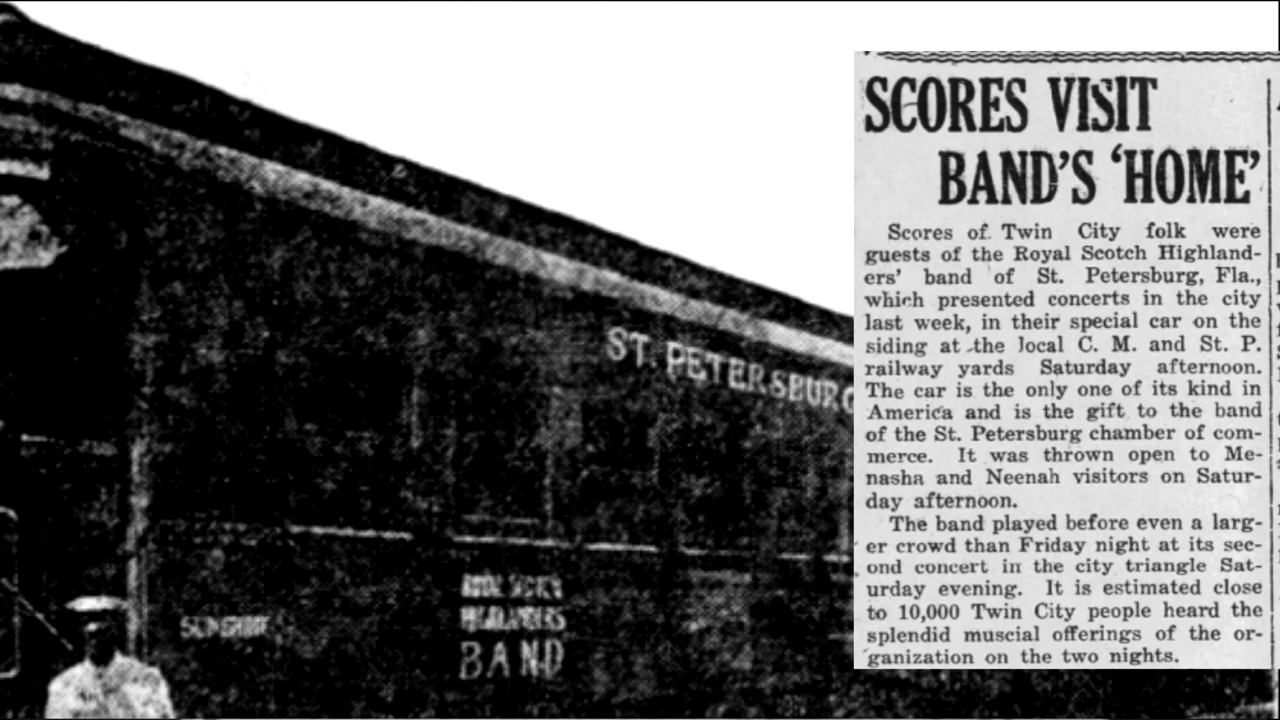 ST. PETERSBURG
HIGHLANDERS
BAND
SCORES VISIT
BAND'S 'HOME'
Scores of Twin City folk were
guests of the Royal Scotch Highland-
ers' band of St. Petersburg, Fla.,
which presented concerts in the city
last week, in their special car on the
siding at the local C. M. and St. P.
railway yards Saturday afternoon.
The car is the only one of its kind in
America and is the gift to the band
of the St. Petersburg chamber of com-
merce. It was thrown open to Me-
nasha and Neenah visitors on Satur-
day afternoon.
The band played before even a larg-
er crowd than Friday night at its sec-
ond concert in the city triangle Sat-
urday evening. It is estimated close
to 10,000 Twin City people heard the
splendid muscial offerings of the or-
ganization on the two nights.